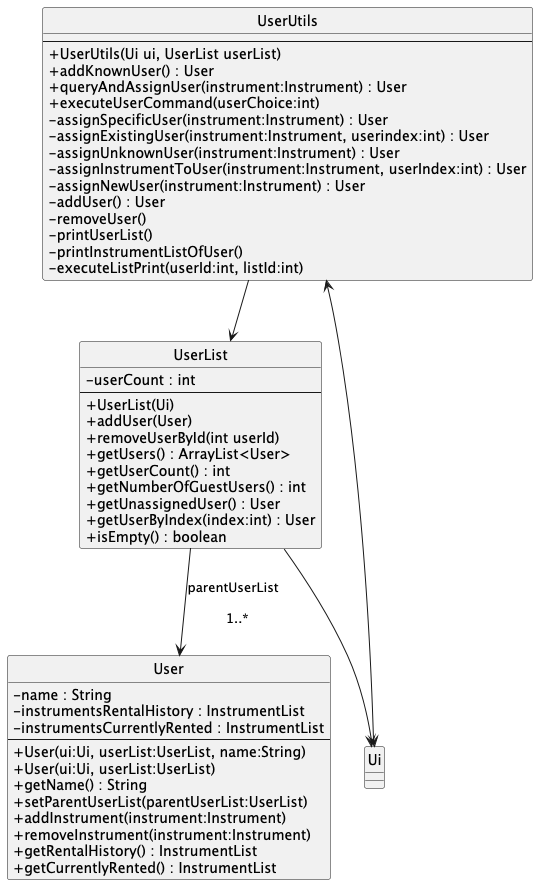 UserUtils
+UserUtils(Ui ui, UserList userList)
+addKnownUser() : User
+queryAndAssignUser(instrument:Instrument) : User
+executeUserCommand(userChoice:int)
-assignSpecificUser(instrument:Instrument) : User
-assignExistingUser(instrument:Instrument, userindex:int) : User
-assignUnknownUser(instrument:Instrument) : User
-assignInstrumentToUser(instrument:Instrument, userIndex:int) : User
-assignNewUser(instrument:Instrument) : User
-addUser() : User
-removeUser()
-printUserList()
-printInstrumentListOfUser()
-executeListPrint(userId:int, listId:int)
UserList
-userCount : int
+UserList(Ui)
+addUser(User)
+removeUserById(int userId)
+getUsers() : ArrayList<User>
+getUserCount() : int
+getNumberOfGuestUsers() : int
+getUnassignedUser() : User
+getUserByIndex(index:int) : User
+isEmpty() : boolean
parentUserList
1..*
User
-name : String
-instrumentsRentalHistory : InstrumentList
-instrumentsCurrentlyRented : InstrumentList
+User(ui:Ui, userList:UserList, name:String)
+User(ui:Ui, userList:UserList)
+getName() : String
+setParentUserList(parentUserList:UserList)
+addInstrument(instrument:Instrument)
+removeInstrument(instrument:Instrument)
+getRentalHistory() : InstrumentList
+getCurrentlyRented() : InstrumentList
Ui